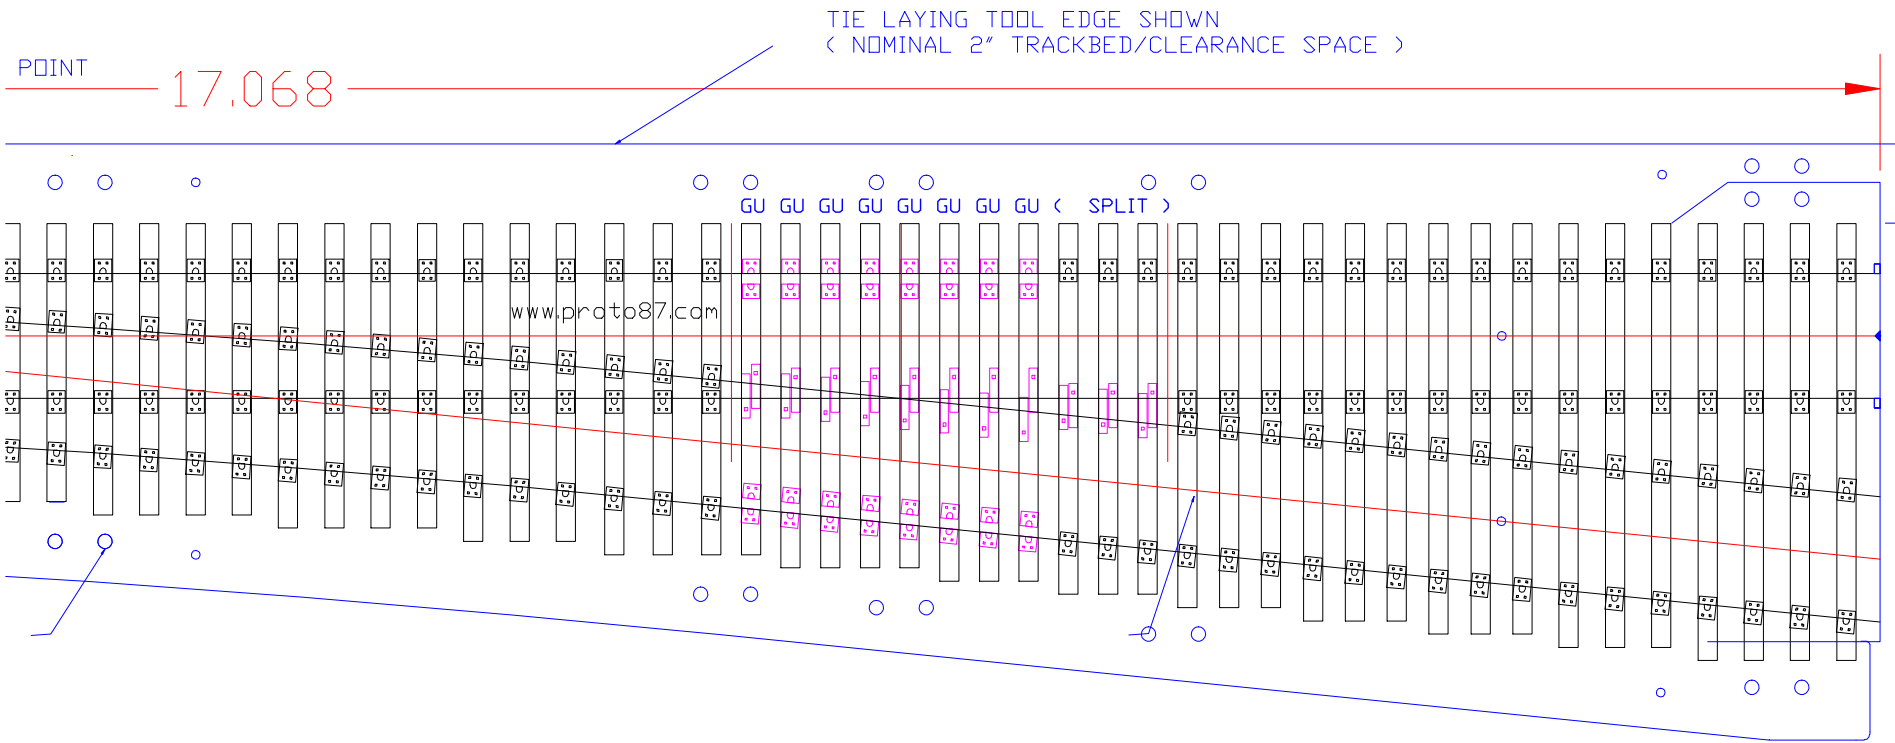 TIE LAYING TOOL EDGE SHOWN
( NOMINAL 2" TRACKBED/CLEARANCE SPACE )
POINT
17.068
GU GU GU GU GU GU GU GU ( SPLIT )
www.proto87.com